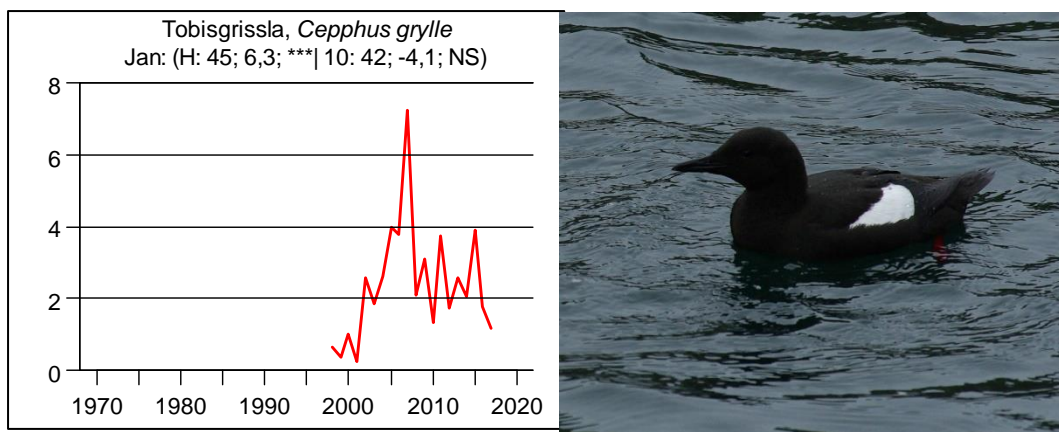 Tobisgrissla, Cepphus grylle
Jan: (H: 45; 6,3; ***| 10: 42; -4,1; NS)
8
6
4
2
0
1970 1980 1990 2000 2010 2020